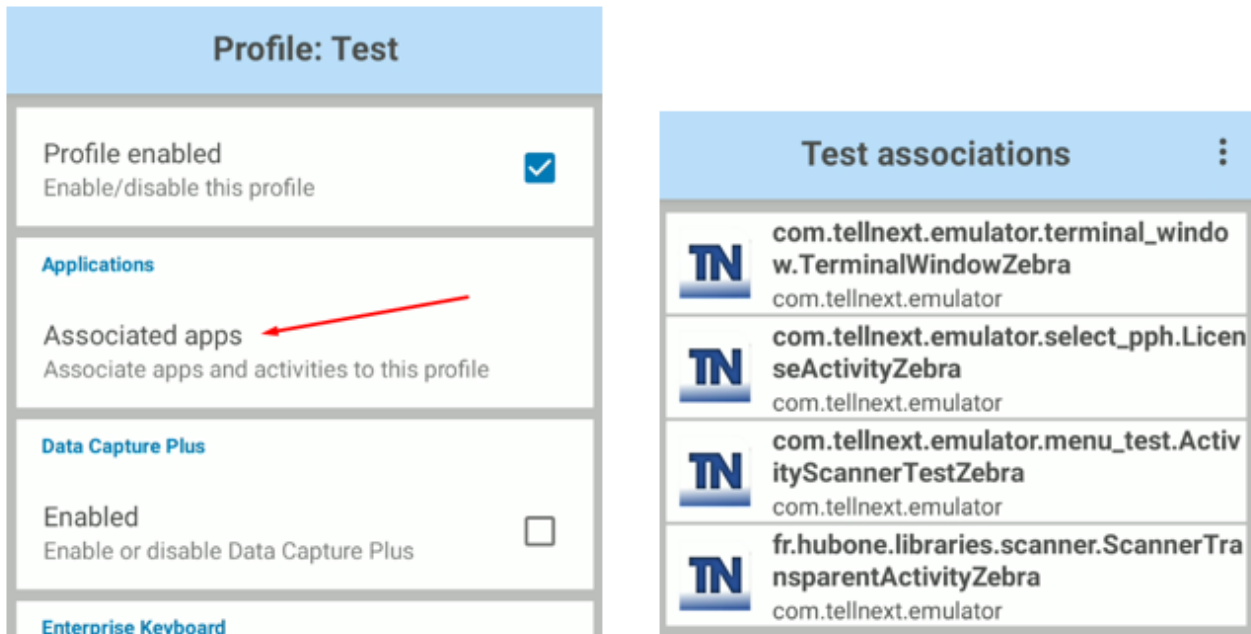 Profile: Test
Profile enabled
Enable/disable this profile
Applications
Associated apps
Associate apps and activities to this profile
Data Capture Plus
Enabled
Enable or disable Data Capture Plus
Enterprise Keyboard
Test associations
TN
com.tellnext.emulator.terminal_windo
w.TerminalWindowZebra
com.tellnext.emulator
TN
com.tellnext.emulator.select_pph.Licen
seActivityZebra
com.tellnext.emulator
TN
com.tellnext.emulator.menu_test.Activ
ityScannerTestZebra
com.tellnext.emulator
TN
fr.hubone.libraries.scanner.ScannerTra
nsparentActivityZebra
com.tellnext.emulator